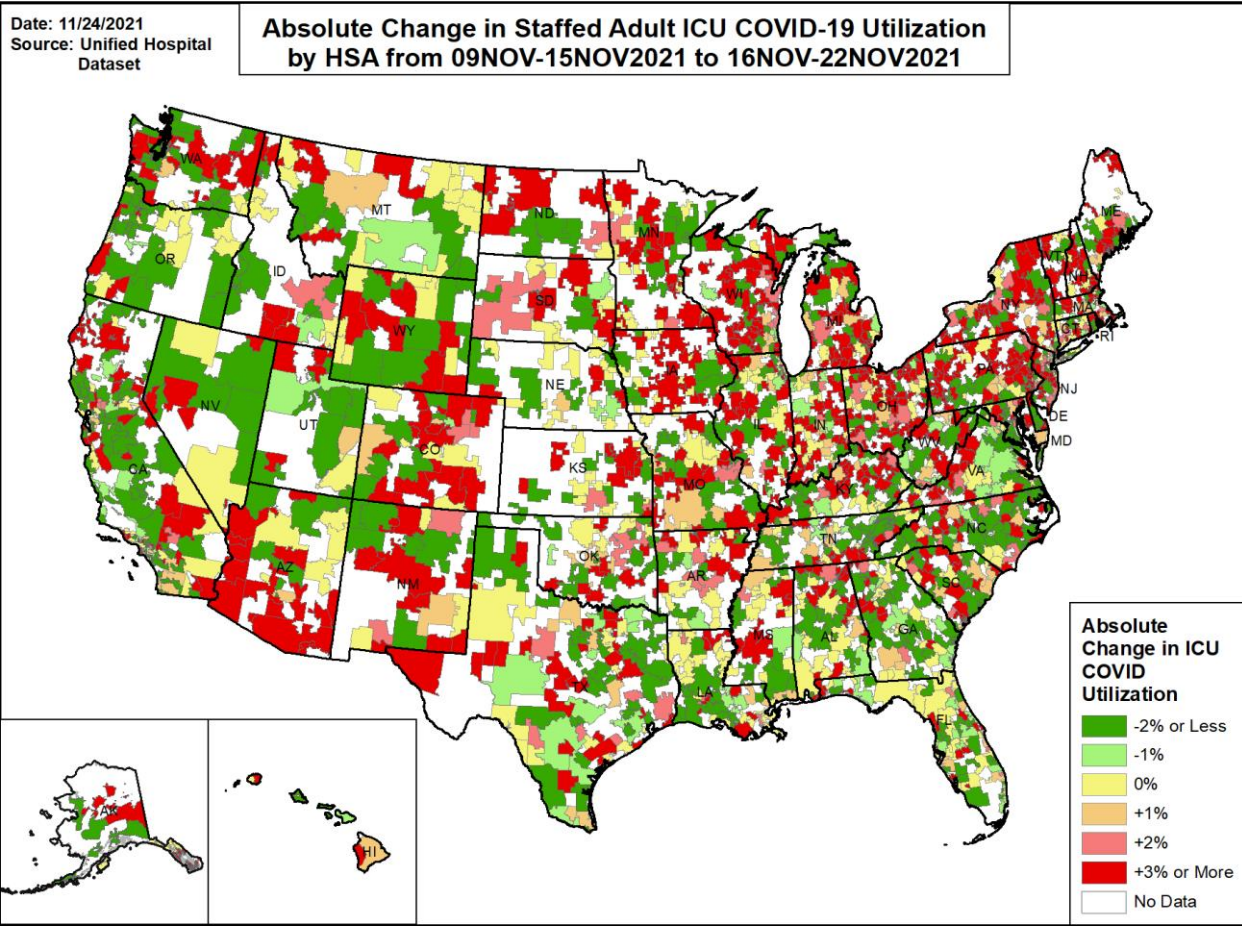 Date: 11/24/2021
Source: Unified Hospital
Dataset
Absolute Change in Staffed Adult ICU COVID-19 Utilization
by HSA from 09NOV-15NOV2021 to 16NOV-22NOV2021
WA
MT
ND
MN
ME
OR
ID
SD
WI
MI
VT
NH
NY
MA
CT
RI
WY
IA
NE
PA
NJ
NV
UT
CO
IL
IN
OH
DE
MD
WV
VA
CA
KS
MO
KY
AZ
NM
OK
AR
TN
NC
SC
MS
AL
GA
TX
LA
FL
AK
HI
Absolute
Change in ICU
COVID
Utilization
-2% or Less
-1%
0%
+1%
+2%
+3% or More
No Data